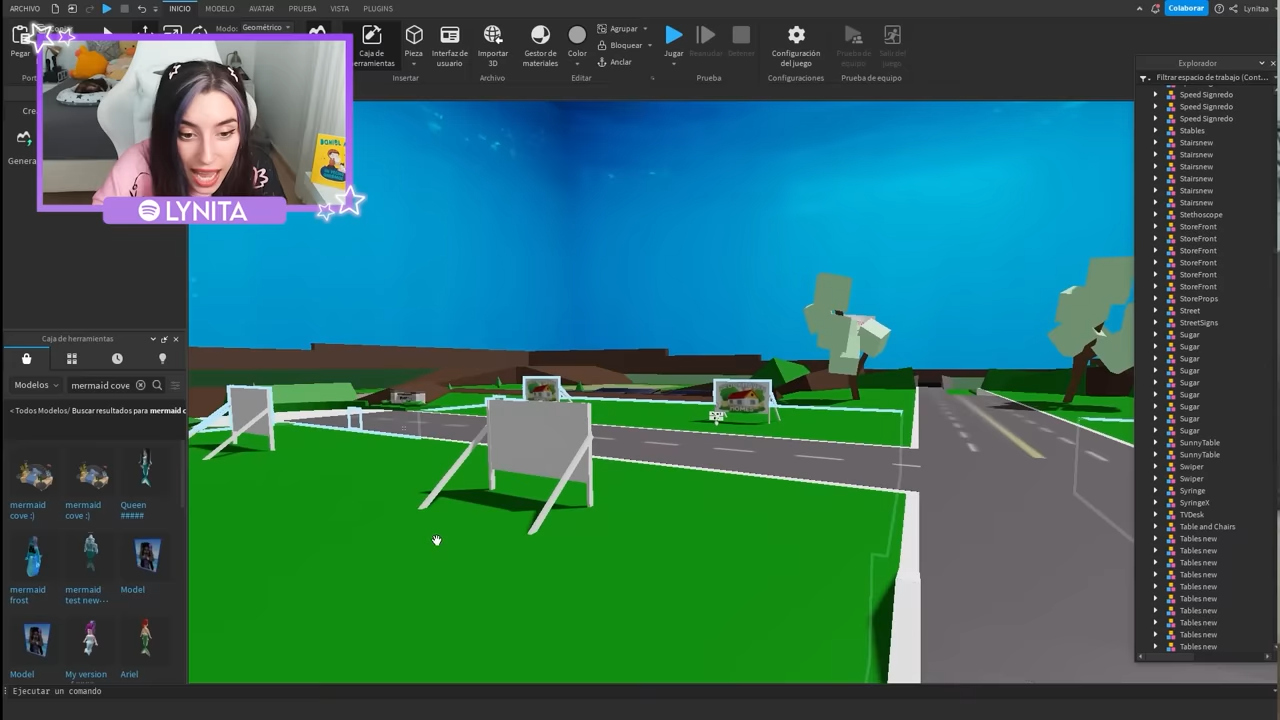 ARCHIVO
INICIO
MODELO
AVATAR
PRUEBA
VISTA
PLUGINS
Colaborar
Lynitaa
Pegar
Modo:
Geométrico
Caja de
herramientas
Pieza
Interfaz de
usuario
Importar
3D
Gestor de
materiales
Color
Agrupar
Bloquear
Anclar
Jugar
Reanudar
Detener
Configuración
del juego
Prueba de
equipo
Salir del
juego
Insertar
Archivo
Editar
Prueba
Configuraciones
Prueba de equipo
LYNITA
Caja de herramientas
Modelos
mermaid cove
< Todos Modelos/ Buscar resultados para mermaid c
mermaid
cove :)
mermaid
cove :)
Queen
#####
mermaid
frost
mermaid
test new---
Model
Model
My version
Ariel
Ejecutar un comando
Explorador
Filtrar espacio de trabajo (Cont...
Speed Signredo
Speed Signredo
Speed Signredo
Stables
Stairsnew
Stairsnew
Stairsnew
Stairsnew
Stairsnew
Stairsnew
Stethoscope
StoreFront
StoreFront
StoreFront
StoreFront
StoreFront
StoreFront
StoreProps
Street
StreetSigns
Sugar
Sugar
Sugar
Sugar
Sugar
Sugar
Sugar
Sugar
Sugar
SunnyTable
SunnyTable
Swiper
Swiper
Syringe
SyringeX
TVDesk
Table and Chairs
Tables new
Tables new
Tables new
Tables new
Tables new
Tables new
Tables new
Tables new
Tables new
Tables new